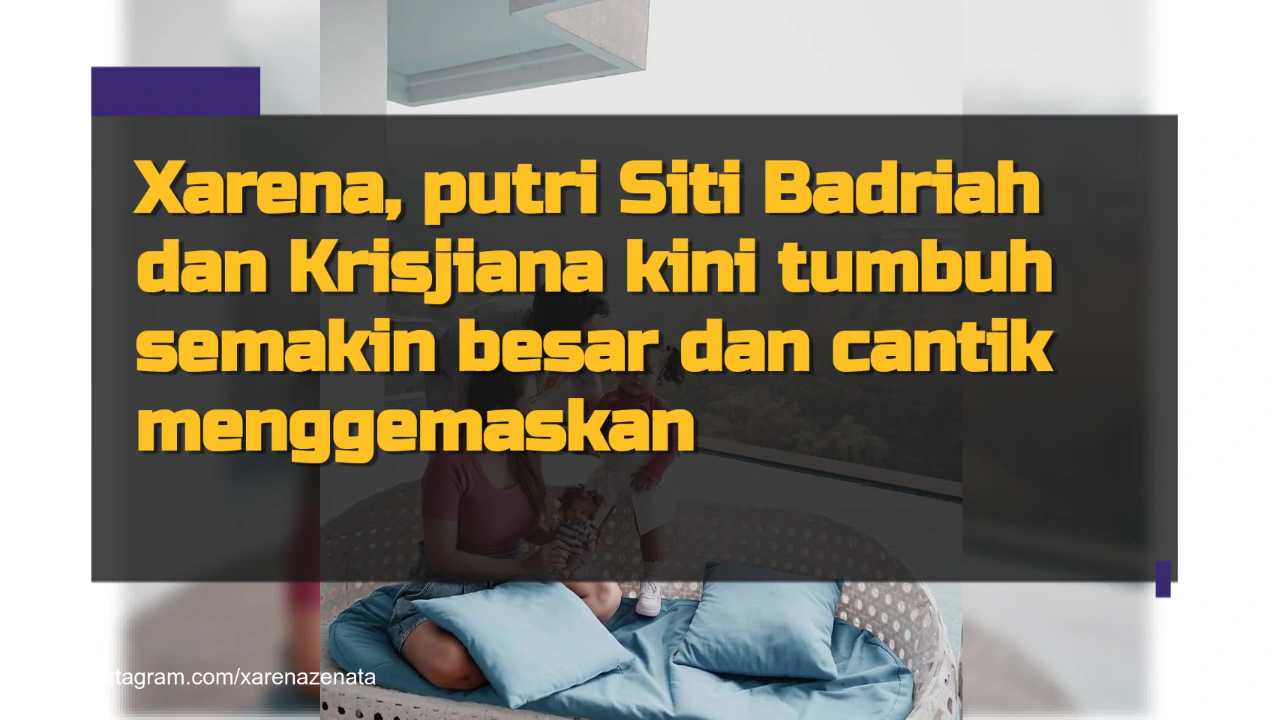 Xarena, putri Siti Badriah
dan Krisjiana kini tumbuh
semakin besar dan cantik
menggemaskan
stagram.com/xarenazenata